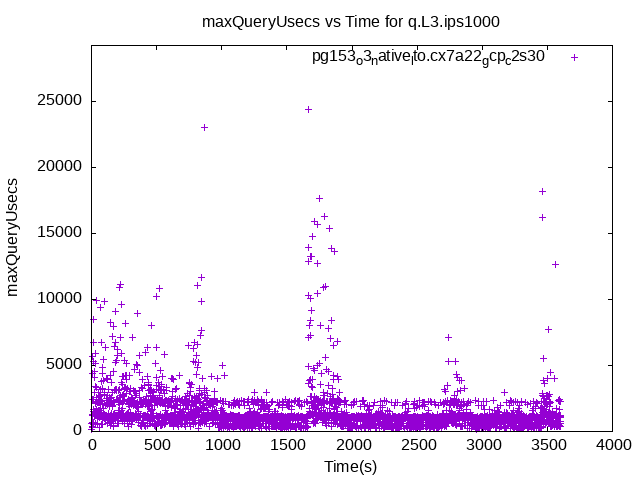 maxQueryUsecs vs Time for q.L3.ips1000
pg153o3native1to.cx7a22gcpc2s30
25000
20000
15000
10000
5000
0
maxQueryUsecs
0 500 1000 1500 2000 2500 3000 3500 4000
Time(s)